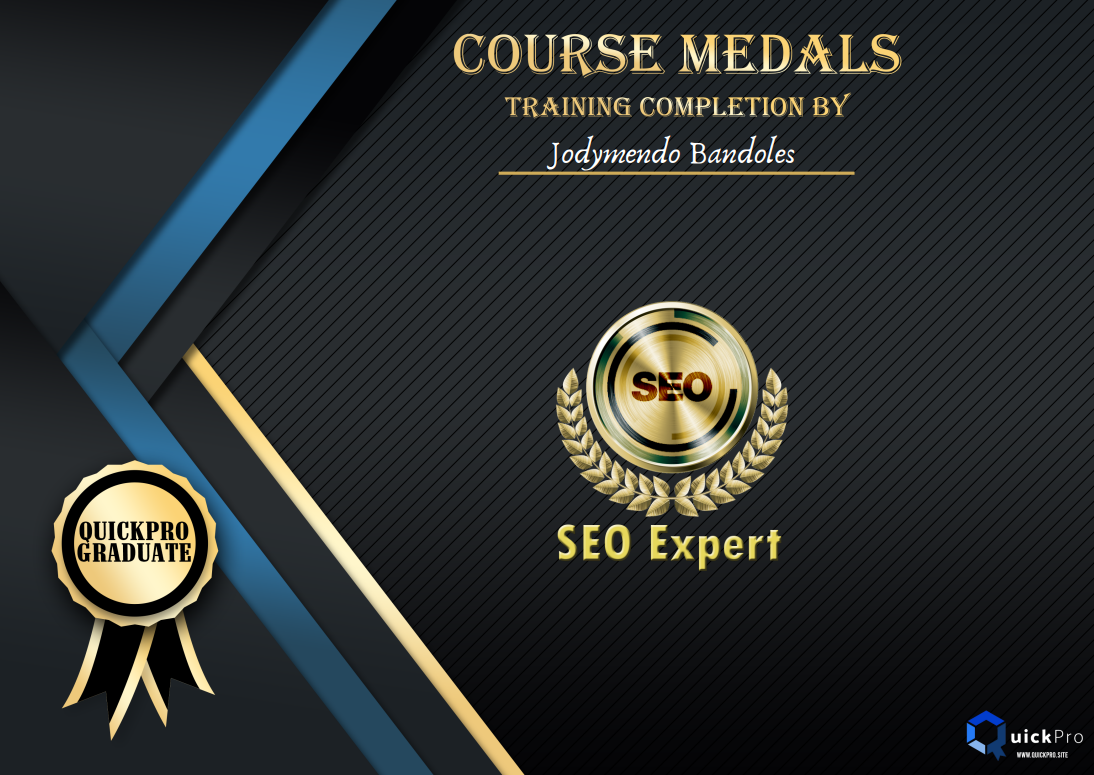 COURSE MEDALS
TRAINING COMPLETION BY
Jodymendo Bandoles
SEO
SEO Expert
QUICKPRO
GRADUATE
uickPro
WWW.QUICKPRO.SITE